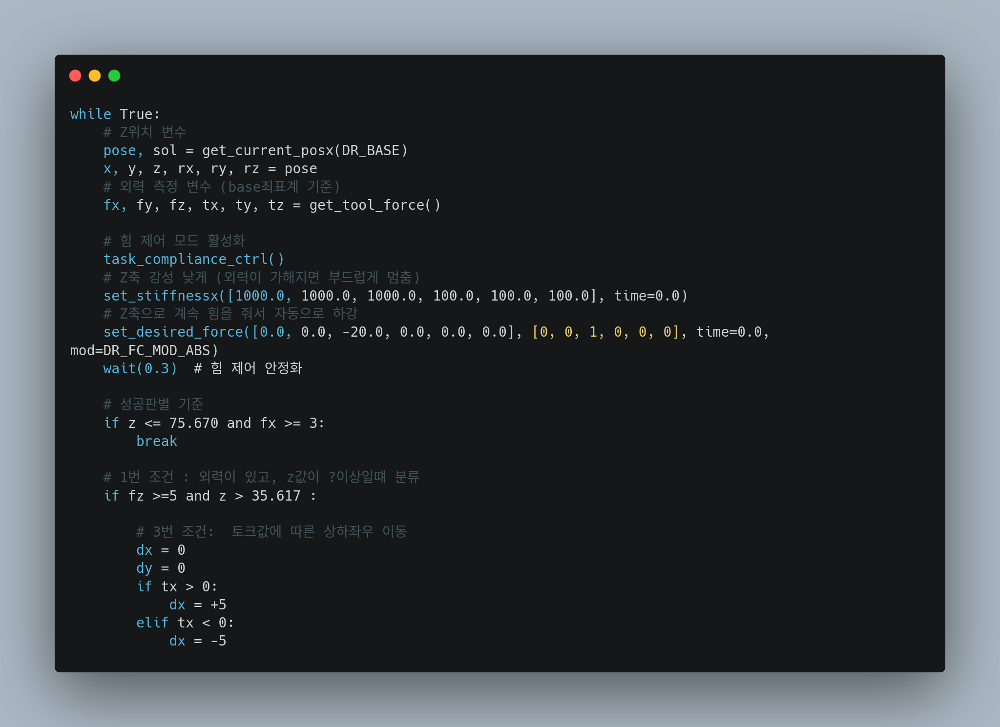 while True:
    # Z위치 변수
    pose, sol = get_current_posx(DR_BASE)
    x, y, z, rx, ry, rz = pose
    # 외력 측정 변수 (base죄표계 기준)
    fx, fy, fz, tx, ty, tz = get_tool_force()

    # 힘 제어 모드 활성화
    task_compliance_ctrl()
    # Z축 강성 낮게 (외력이 가해지면 부드럽게 멈춤)
    set_stiffnessx([1000.0, 1000.0, 1000.0, 100.0, 100.0, 100.0], time=0.0)
    # Z축으로 계속 힘을 줘서 자동으로 하강
    set_desired_force([0.0, 0.0, -20.0, 0.0, 0.0, 0.0], [0, 0, 1, 0, 0, 0], time=0.0,
mod=DR_FC_MOD_ABS)
    wait(0.3)  # 힘 제어 안정화

    # 성공판별 기준
    if z <= 75.670 and fx >= 3:
        break

    # 1번 조건 : 외력이 있고, z값이 ?이상일떄 분류
    if fz >=5 and z > 35.617 :

        # 3번 조건:  토크값에 따른 상하좌우 이동
        dx = 0
        dy = 0
        if tx > 0:
            dx = +5
        elif tx < 0:
            dx = -5